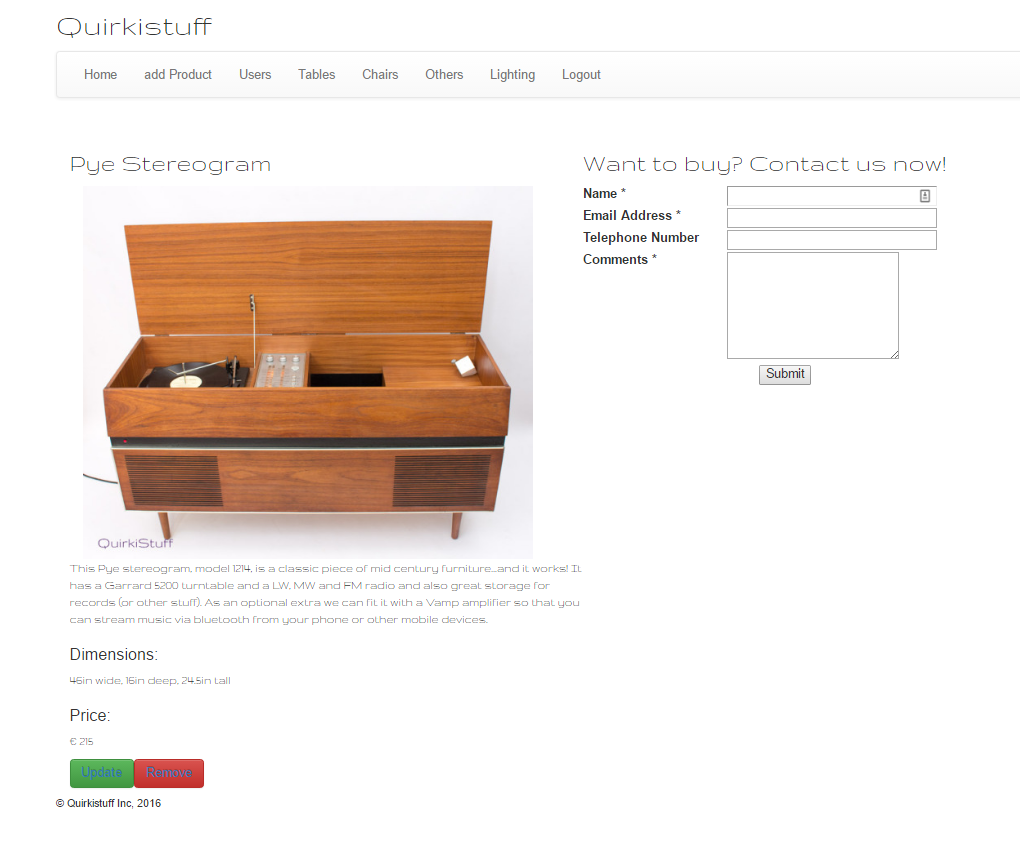 Quirkistuff
Home add Product Users Tables Chairs Others Lighting Logout
Pye Stereogram
QuirkiStuff
This Pye stereogram, model 1214, is a classic piece of mid century furniture...and it works! It
has a Garrard 5200 turntable and a LW, MW and FM radio and also great storage for
records (or other stuff). As an optional extra we can fit it with a Vamp amplifier so that you
can stream music via bluetooth from your phone or other mobile devices.
Dimensions:
46in wide, 16in deep, 24.5in tall
Price:
€ 215
Update Remove
Want to buy? Contact us now!
Name *
Email Address *
Telephone Number
Comments *
Submit
© Quirkistuff Inc, 2016